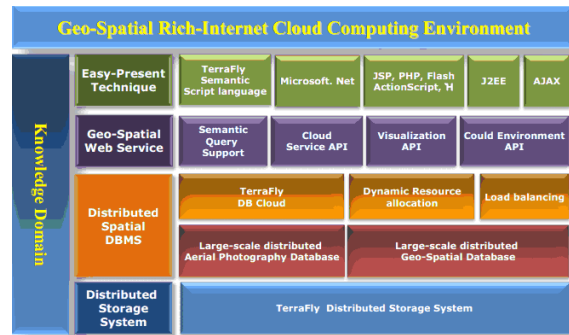 Geo-Spatial Rich-Internet Cloud Computing Environment
Knowledge Domain
Easy-Present
Technique
TerraFly
Semantic
Script language
Microsoft. Net
JSP, PHP, Flash
ActionScript, Ή
J2EE
AJAX
Geo-Spatial
Web Service
Semantic
Query
Support
Cloud
Service API
Visualization
API
Could Environment
API
Distributed
Spatial
DBMS
TerraFly
DB Cloud
Dynamic Resource
allocation
Load balancing
Large-scale distributed
Aerial Photography Database
Large-scale distributed
Geo-Spatial Database
Distributed
Storage
System
TerraFly Distributed Storage System